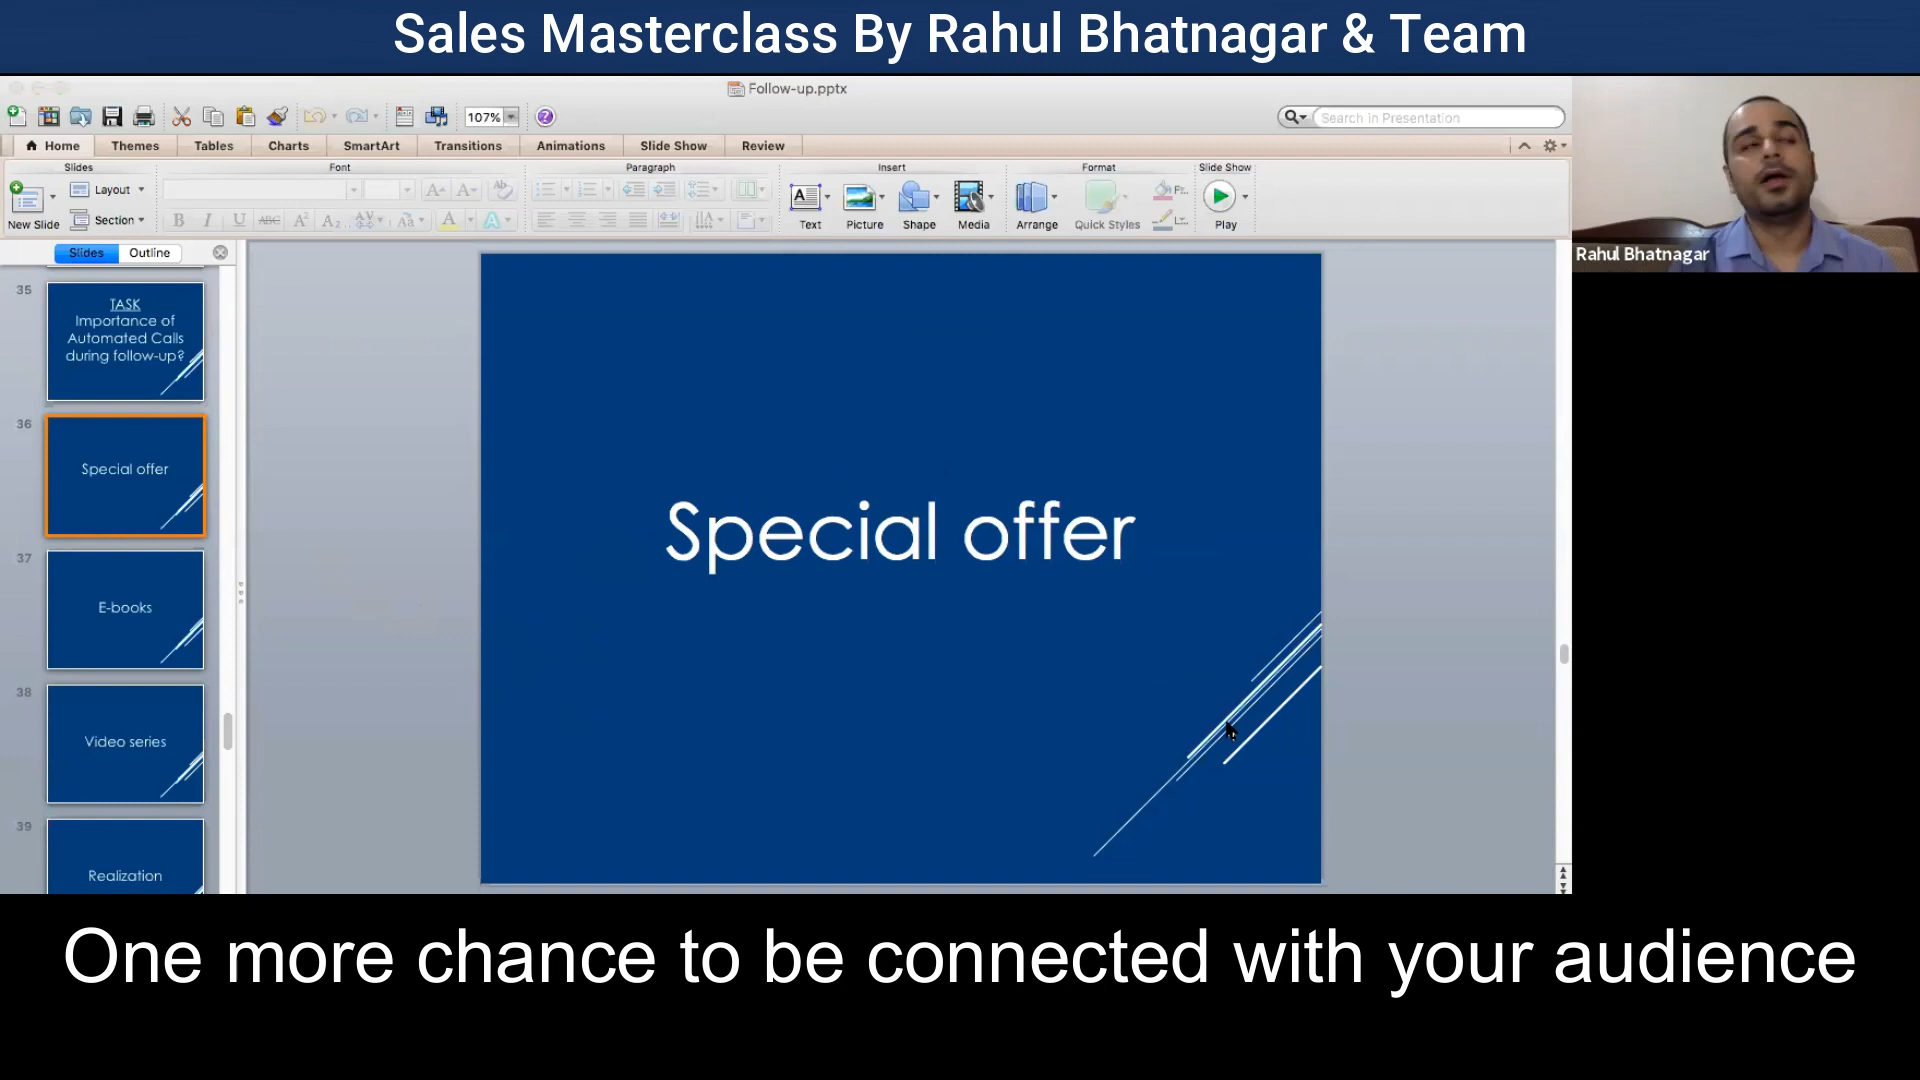 Sales Masterclass By Rahul Bhatnagar & Team
Follow-up.pptx
107%
Search in Presentation
Home
Themes
Tables
Charts
SmartArt
Transitions
Animations
Slide Show
Review
Slides
Font
Paragraph
Insert
Format
Slide Show
New Slide
Layout
Section
Text
Picture
Shape
Media
Arrange
Quick Styles
Play
Slides
Outline
35
TASK
Importance of
Automated Calls
during follow-up?
36
Special offer
37
E-books
38
Video series
39
Realization
Special offer
Rahul Bhatnagar
One more chance to be connected with your audience